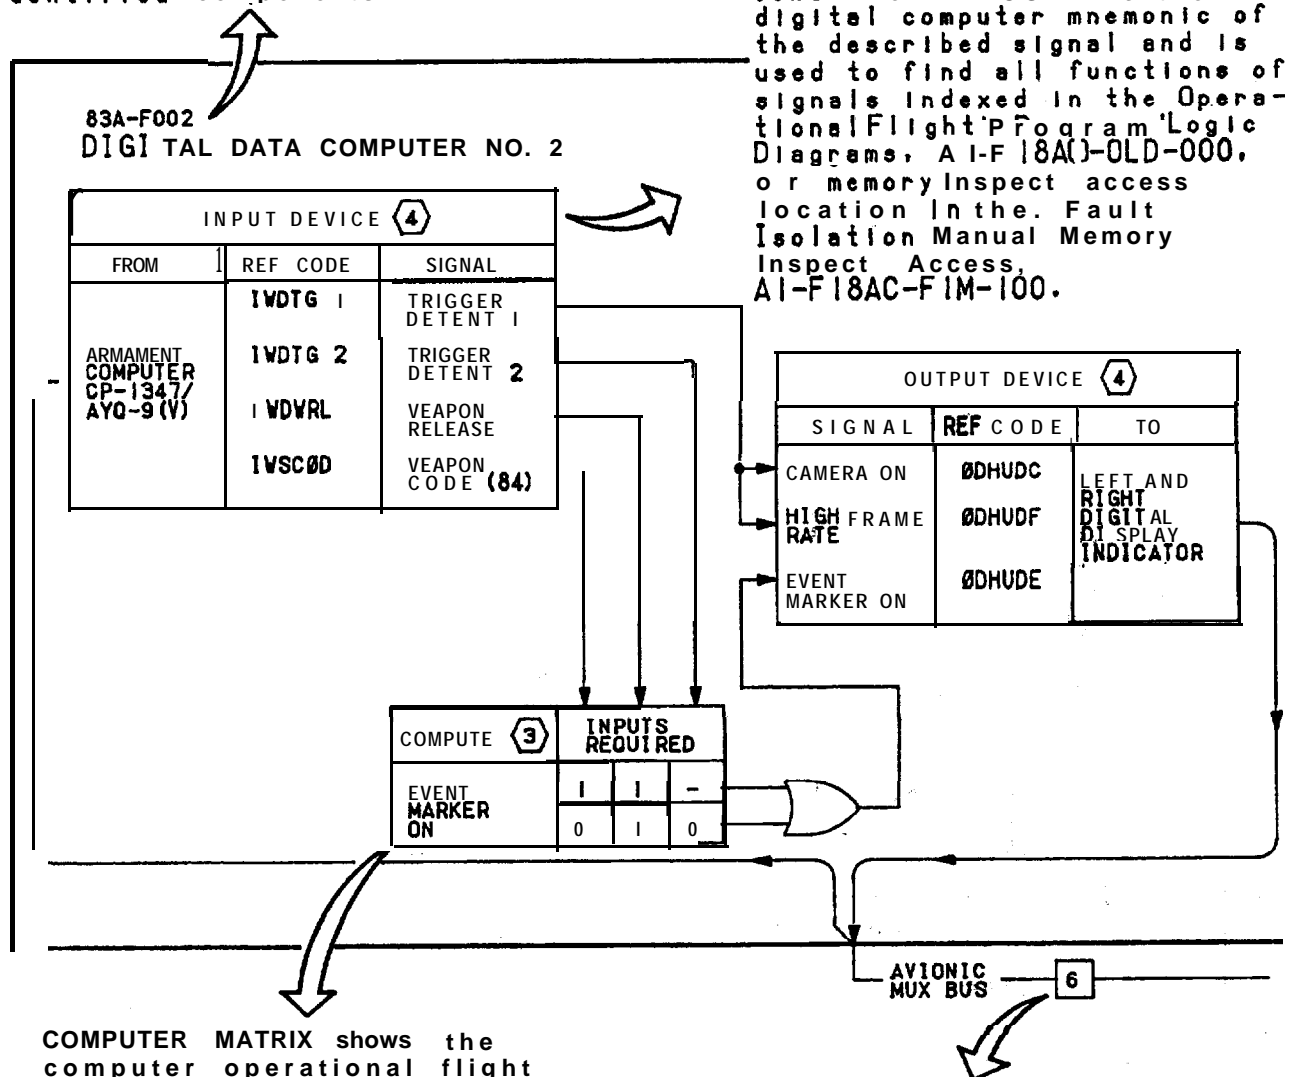 digital computer mnemonic of
the described signal and is
used to find all functions of
signals indexed in the Opera-
tional Flight Program Logic
Diagrams, A1-F18A()-OLD-000,
or memory Inspect access
location In the. Fault
Isolation Manual Memory
Inspect Access,
A1-F18AC-FIM-100.
83A-F002
DIGITAL DATA COMPUTER NO. 2
INPUT DEVICE 4
FROM REF CODE SIGNAL
ARMAMENT
COMPUTER
CP-1347/
AYQ-9(V)
IWDTG 1
TRIGGER
DETENT 1
IWDTG 2
TRIGGER
DETENT 2
IWDWRL
WEAPON
RELEASE
IWSCØD
WEAPON
CODE (84)
OUTPUT DEVICE 4
SIGNAL REF CODE TO
CAMERA ON ØDHUDC
HIGH FRAME
RATE
ØDHUDF
EVENT
MARKER ON
ØDHUDE
LEFT AND
RIGHT
DIGITAL
DISPLAY
INDICATOR
COMPUTE 3
INPUTS
REQUIRED
EVENT
MARKER
ON
1 1 -
0 1 0
AVIONIC
MUX BUS
6
COMPUTER MATRIX shows the
computer operational flight